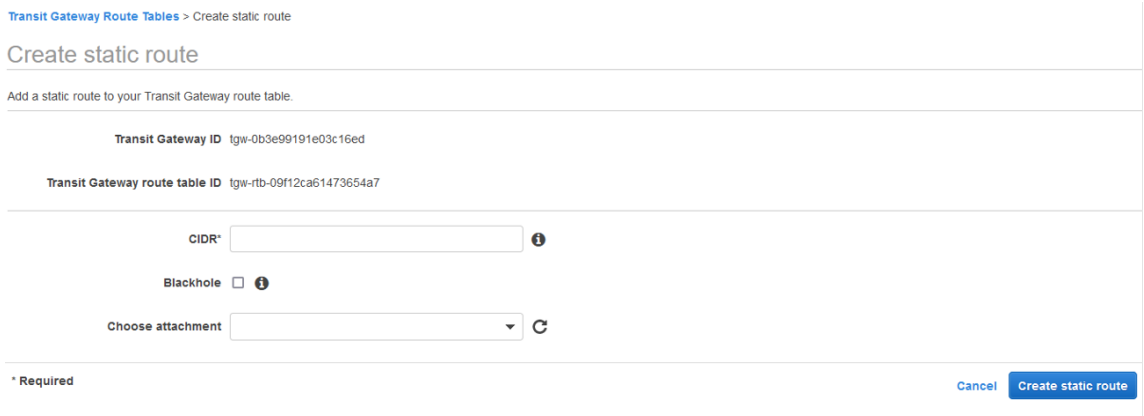 Transit Gateway Route Tables > Create static route
Create static route
Add a static route to your Transit Gateway route table.
Transit Gateway ID tgw-0b3e99191e03c16ed
Transit Gateway route table ID tgw-rtb-09f12ca61473654a7
CIDR*
Blackhole
Choose attachment
* Required
Cancel Create static route